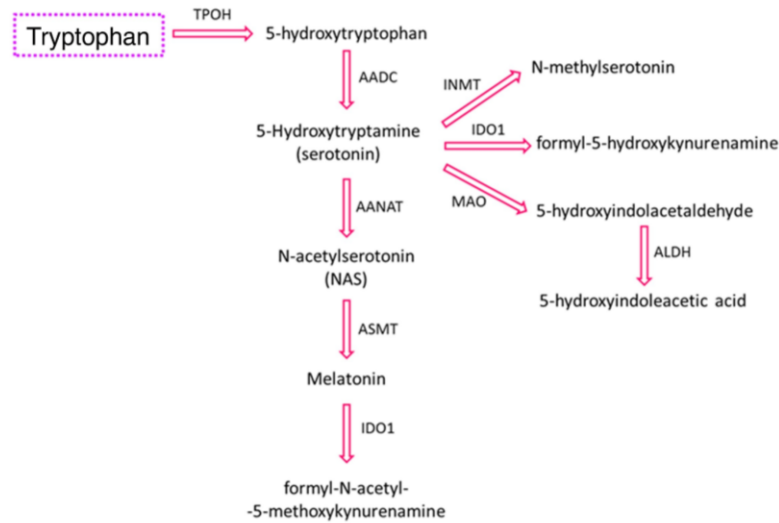 TPOH
Tryptophan
5-hydroxytryptophan
AADC
N-methylserotonin
INMT
5-Hydroxytryptamine
(serotonin)
IDO1
formyl-5-hydroxykynurenamine
MAO
5-hydroxyindolacetaldehyde
AANAT
ALDH
N-acetylserotonin
(NAS)
5-hydroxyindoleacetic acid
ASMT
Melatonin
IDO1
formyl-N-acetyl-
-5-methoxykynurenamine